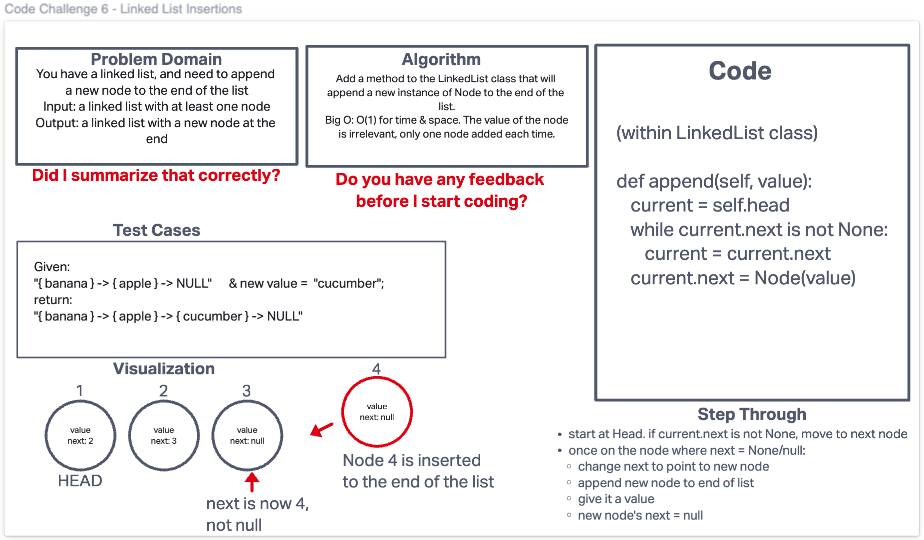 Code Challenge 6 - Linked List Insertions
Problem Domain
You have a linked list, and need to append
a new node to the end of the list
Input: a linked list with at least one node
Output: a linked list with a new node at the
end
Did I summarize that correctly?
Algorithm
Add a method to the LinkedList class that will
append a new instance of Node to the end of the
list.
Big O: O(1) for time & space. The value of the node
is irrelevant, only one node added each time.
Do you have any feedback
before I start coding?
Code
(within LinkedList class)
def append(self, value):
current = self.head
while current.next is not None:
current = current.next
current.next = Node(value)
Test Cases
Given:
"{ banana } -> { apple } -> NULL" & new value = "cucumber";
return:
"{ banana } -> { apple } -> { cucumber } -> NULL"
Visualization
1
2
3
4
value
next: 2
value
next: 3
value
next: null
value
next: null
HEAD
next is now 4,
not null
Node 4 is inserted
to the end of the list
Step Through
• start at Head. if current.next is not None, move to next node
• once on the node where next = None/null:
◦ change next to point to new node
◦ append new node to end of list
◦ give it a value
◦ new node's next = null